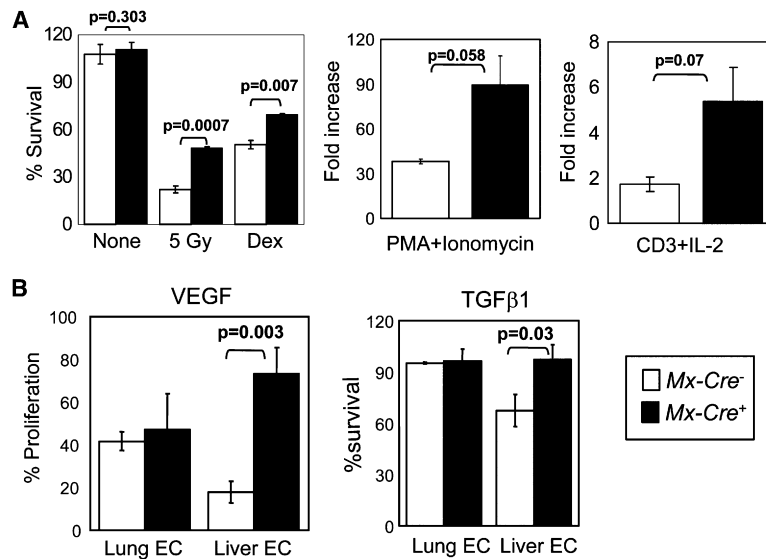 A
% Survival
120
90
60
30
0
p=0.303
p=0.0007
p=0.007
None 5 Gy Dex
Fold increase
120
90
60
30
0
p=0.058
PMA+Ionomycin
Fold increase
8
6
4
2
0
p=0.07
CD3+IL-2
B
VEGF
% Proliferation
100
80
60
40
20
0
p=0.003
Lung EC Liver EC
TGFβ1
%survival
120
90
60
30
0
p=0.03
Lung EC Liver EC
Mx-Cre-
Mx-Cre+